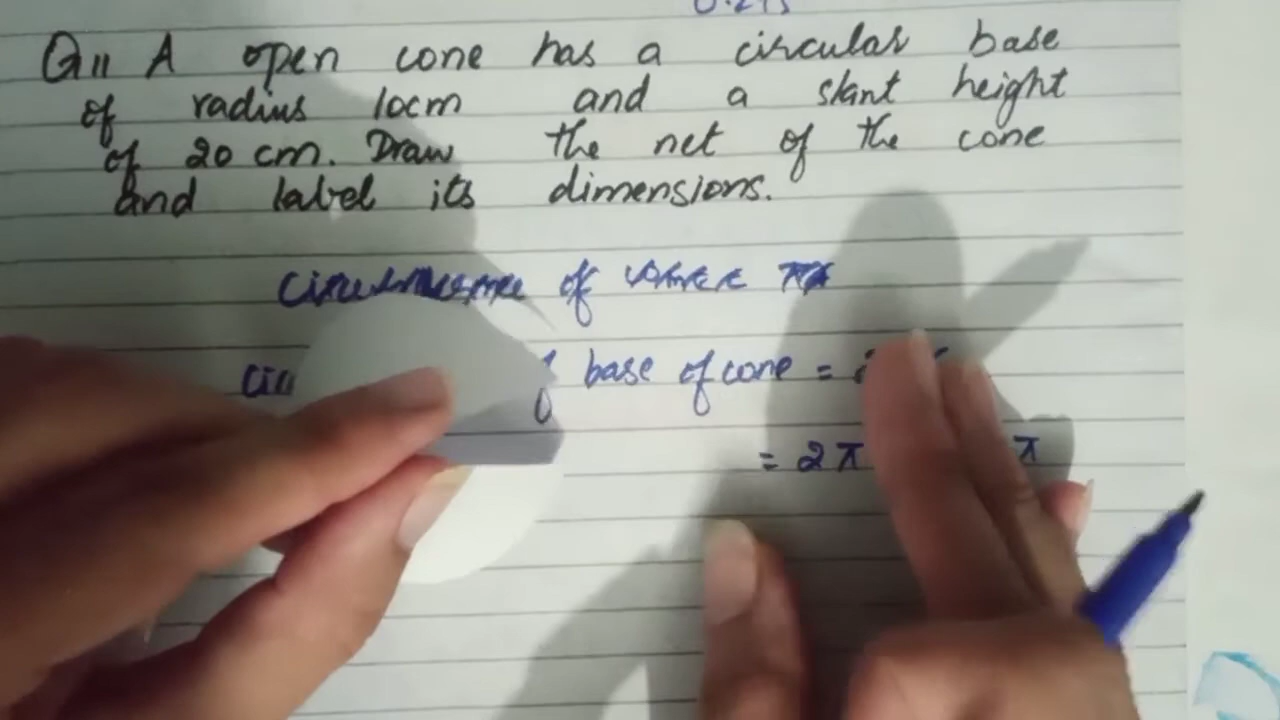 Q11 A open cone has a circular base
of radius 10cm and a slant height
of 20 cm. Draw the net of the cone
and label its dimensions.
of
base of cone =
= 2π π